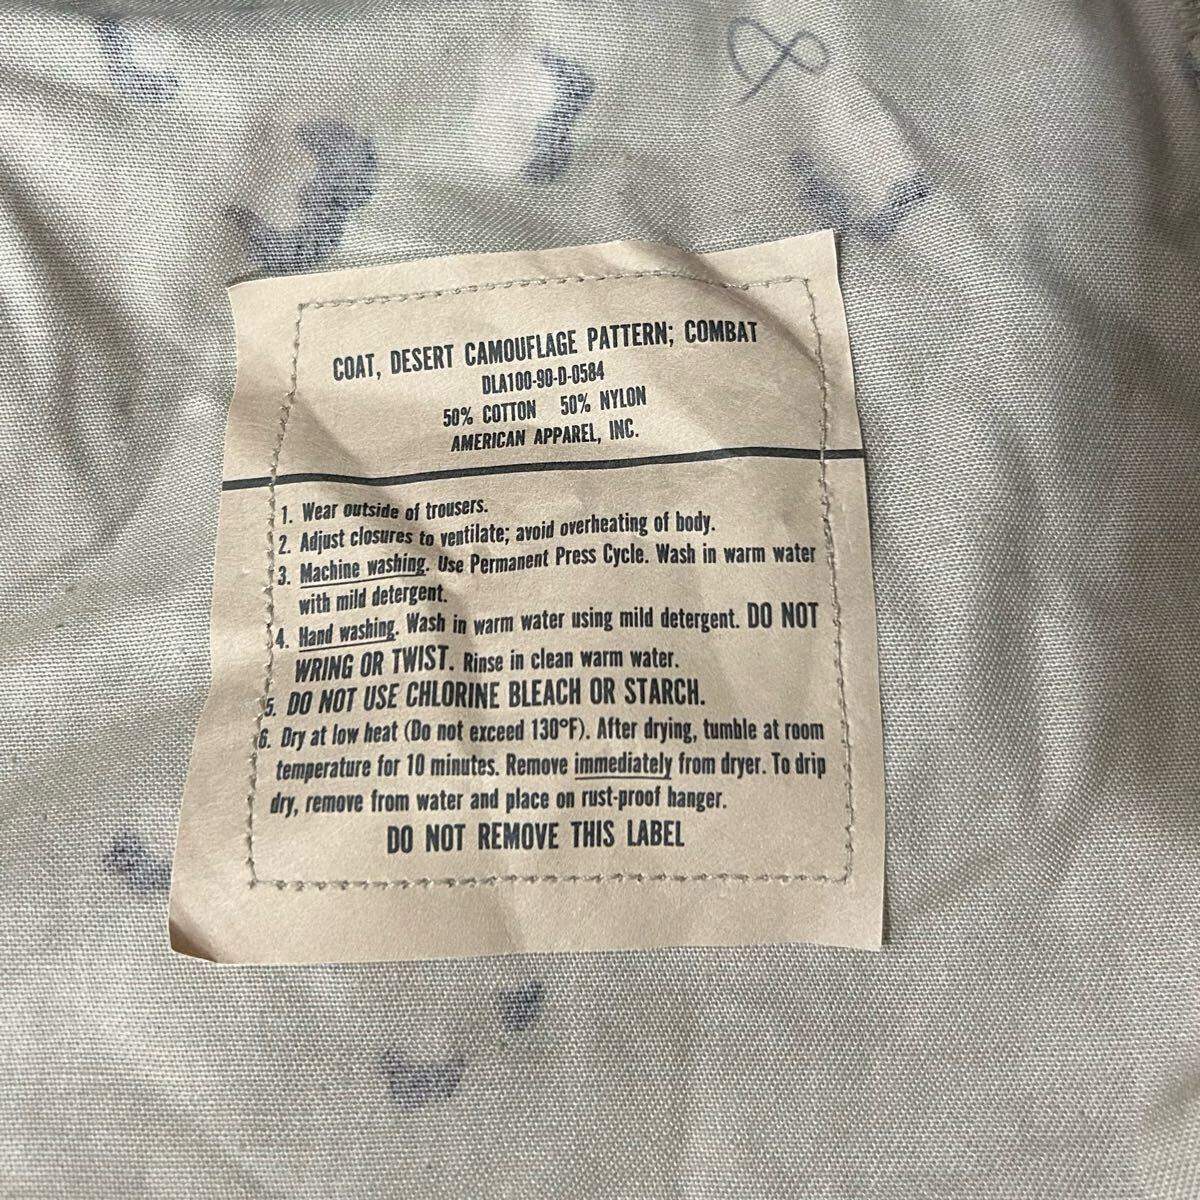 8
COAT, DESERT CAMOUFLAGE PATTERN; COMBAT
DLA100-90-D-0584
50% COTTON 50% NYLON
AMERICAN APPAREL, INC.
1. Wear outside of trousers.
2. Adjust closures to ventilate; avoid overheating of body.
3. Machine washing. Use Permanent Press Cycle. Wash in warm water
with mild detergent.
4. Hand washing. Wash in warm water using mild detergent. DO NOT
WRING OR TWIST. Rinse in clean warm water.
5. DO NOT USE CHLORINE BLEACH OR STARCH.
6. Dry at low heat (Do not exceed 130°F). After drying, tumble at room
temperature for 10 minutes. Remove immediately from dryer. To drip
dry, remove from water and place on rust-proof hanger.
DO NOT REMOVE THIS LABEL